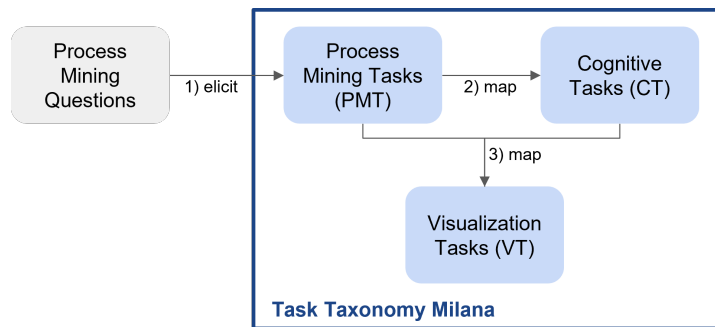 Process
Mining
Questions
1) elicit
Process
Mining Tasks
(PMT)
2) map
Cognitive
Tasks (CT)
3) map
Visualization
Tasks (VT)
Task Taxonomy Milana